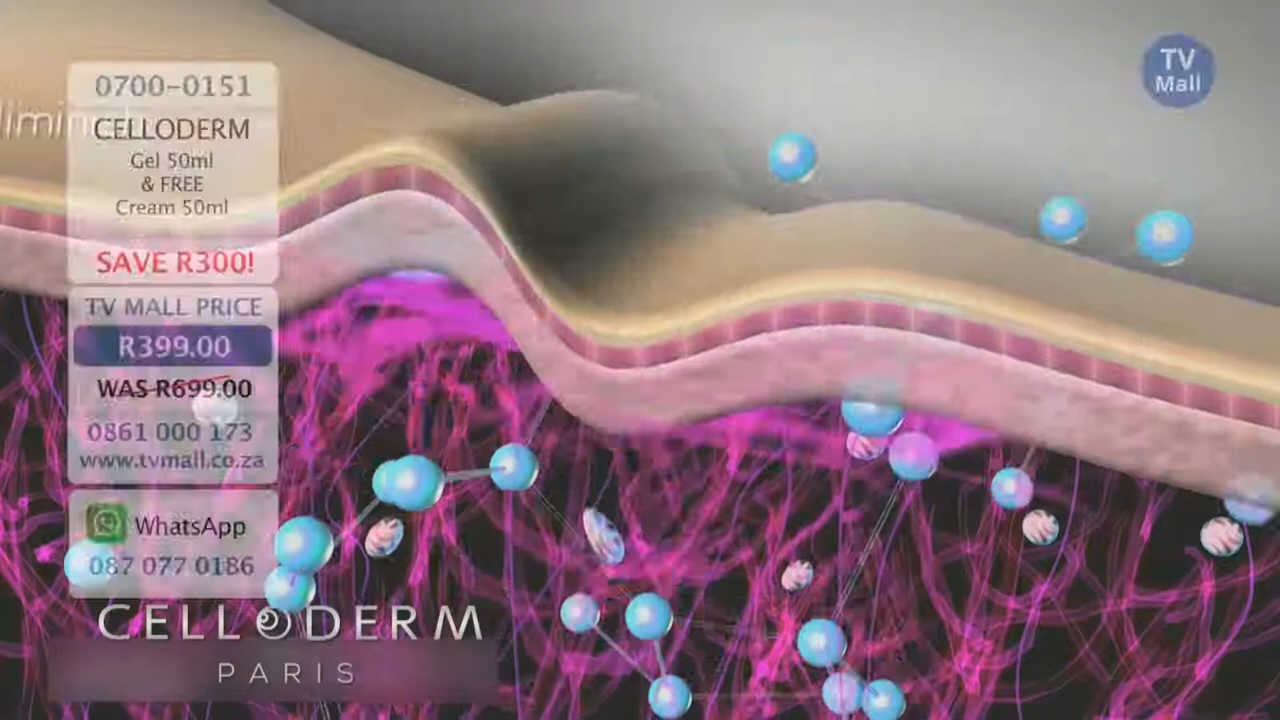 0700-0151
CELLODERM
Gel 50ml
& FREE
Cream 50ml
SAVE R300!
TV MALL PRICE
R399.00
WAS R699.00
0861 000 173
www.tvmall.co.za
WhatsApp
087 077 0186
CELLODERM
PARIS
TV
Mall